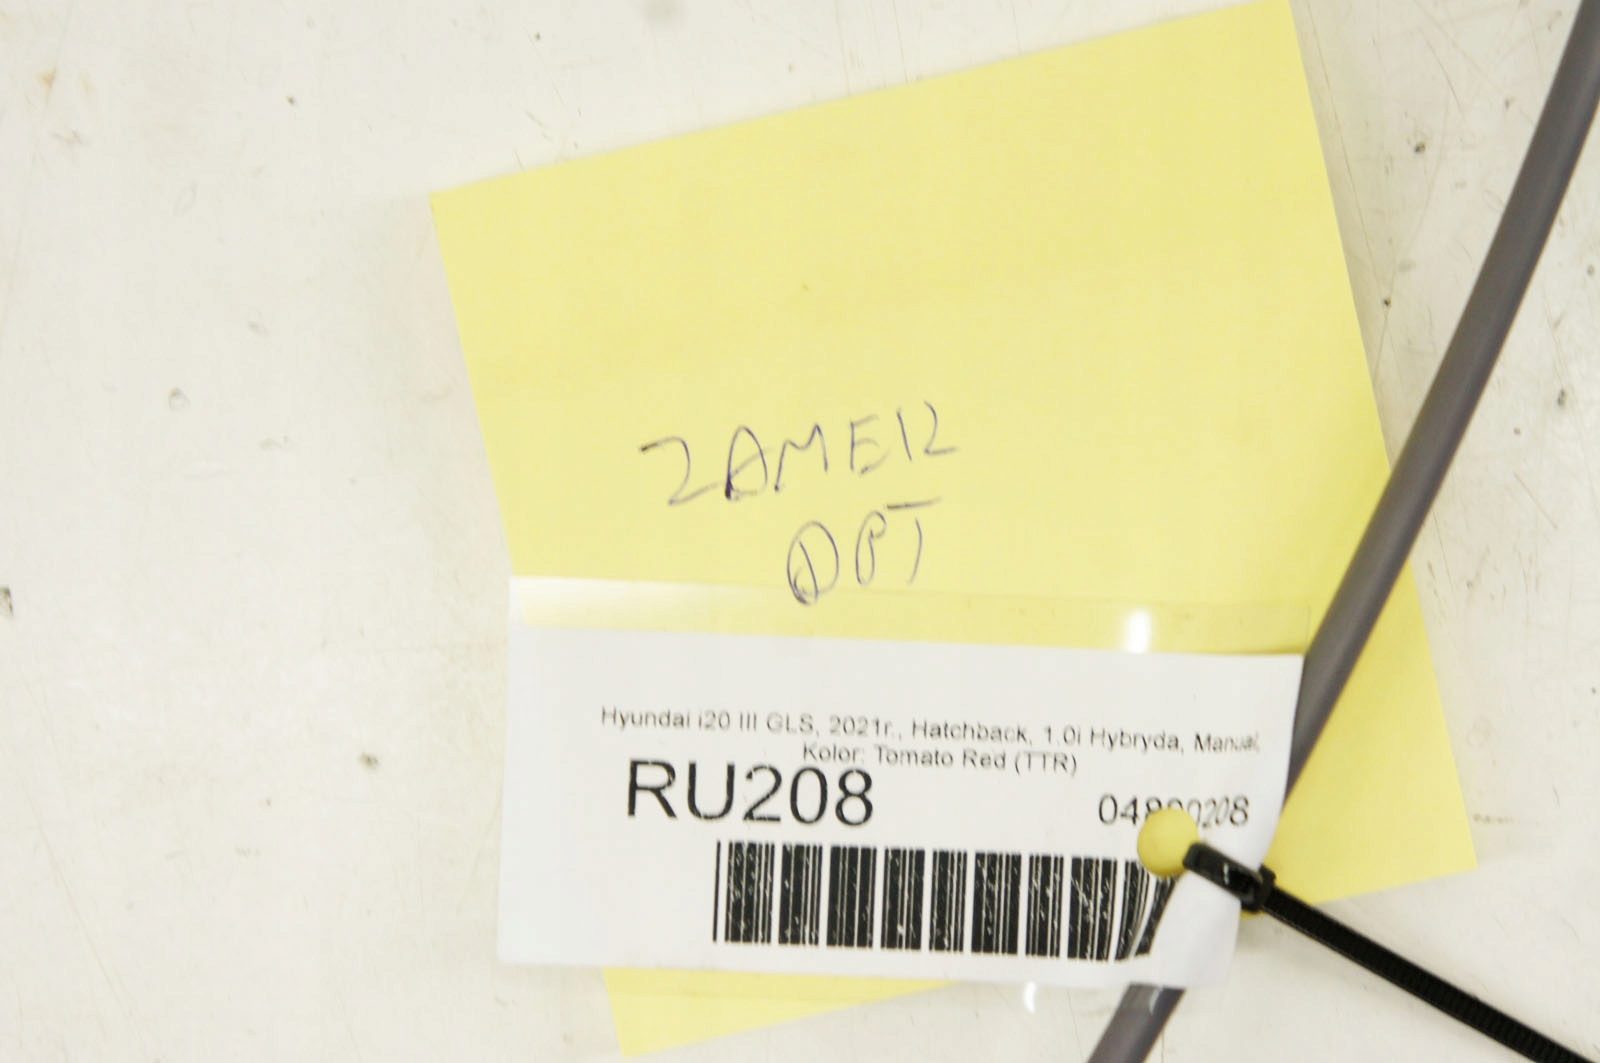 ZAMEK
DPT
Hyundai i20 III GLS, 2021r., Hatchback, 1.0i Hybryda, Manual,
Kolor: Tomato Red (TTR)
RU208